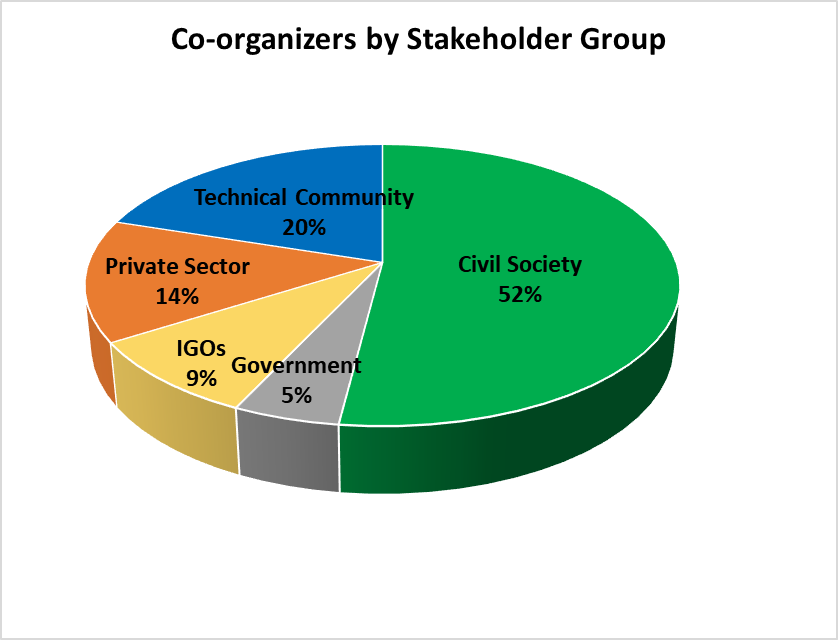 Co-organizers by Stakeholder Group
Technical Community
20%
Civil Society
52%
Private Sector
14%
IGOs
9%
Government
5%